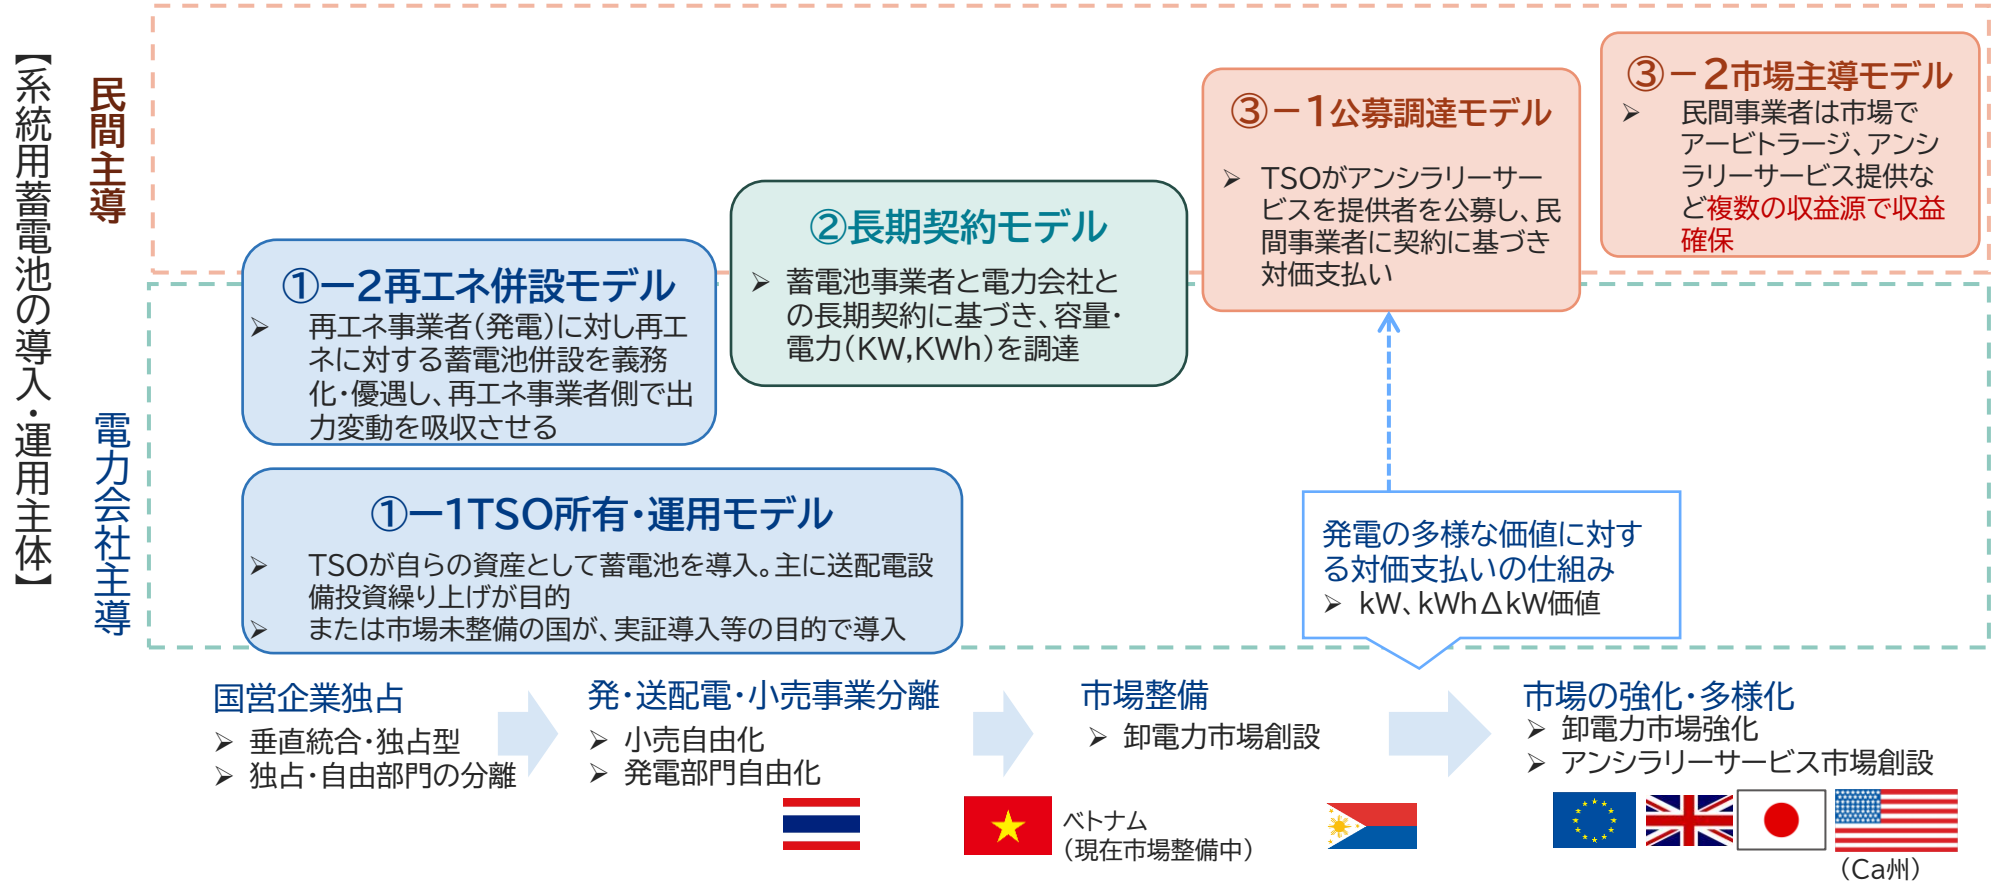 【系統用蓄電池の導入・運用主体】
民間主導
電力会社主導
③－2市場主導モデル
➢ 民間事業者は市場で
アービトラージ、アンシ
ラリーサービス提供な
ど複数の収益源で収益
確保
③－1公募調達モデル
➢ TSOがアンシラリーサー
ビスを提供者を公募し、民
間事業者に契約に基づき
対価支払い
②長期契約モデル
➢ 蓄電池事業者と電力会社と
の長期契約に基づき、容量・
電力(KW,KWh)を調達
①ー2再エネ併設モデル
➢ 再エネ事業者(発電)に対し再エ
ネに対する蓄電池併設を義務
化・優遇し、再エネ事業者側で出
力変動を吸収させる
①ー1TSO所有・運用モデル
➢ TSOが自らの資産として蓄電池を導入。主に送配電設
備投資繰り上げが目的
➢ または市場未整備の国が、実証導入等の目的で導入
発電の多様な価値に対す
る対価支払いの仕組み
➢ kW、kWhΔkW価値
国営企業独占
➢ 垂直統合・独占型
➢ 独占・自由部門の分離
発・送配電・小売事業分離
➢ 小売自由化
➢ 発電部門自由化
市場整備
➢ 卸電力市場創設
市場の強化・多様化
➢ 卸電力市場強化
➢ アンシラリーサービス市場創設
ベトナム
(現在市場整備中)
(Ca州)